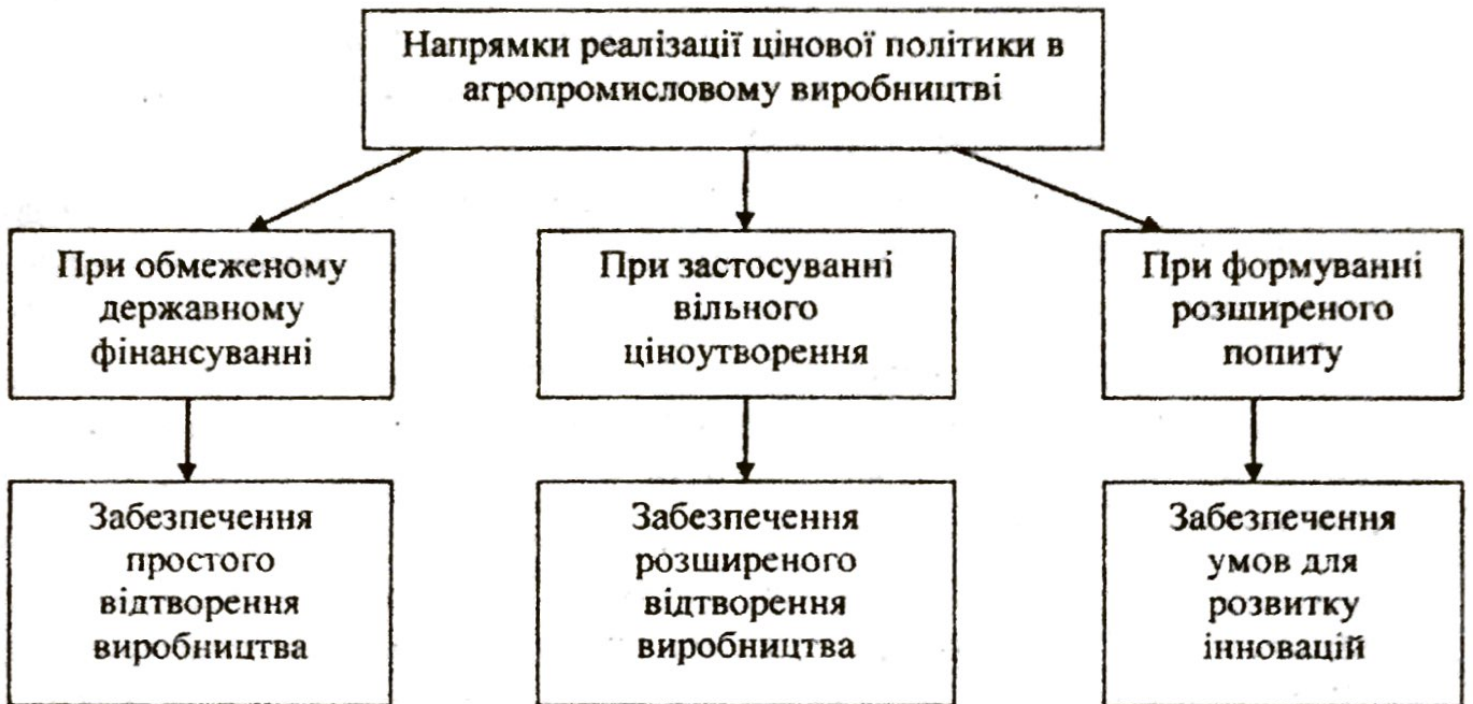 Напрямки реалізації цінової політики в
агропромисловому виробництві
При обмеженому
державному
фінансуванні
При застосуванні
вільного
ціноутворення
При формуванні
розширеного
попиту
Забезпечення
простого
відтворення
виробництва
Забезпечення
розширеного
відтворення
виробництва
Забезпечення
умов для
розвитку
інновацій